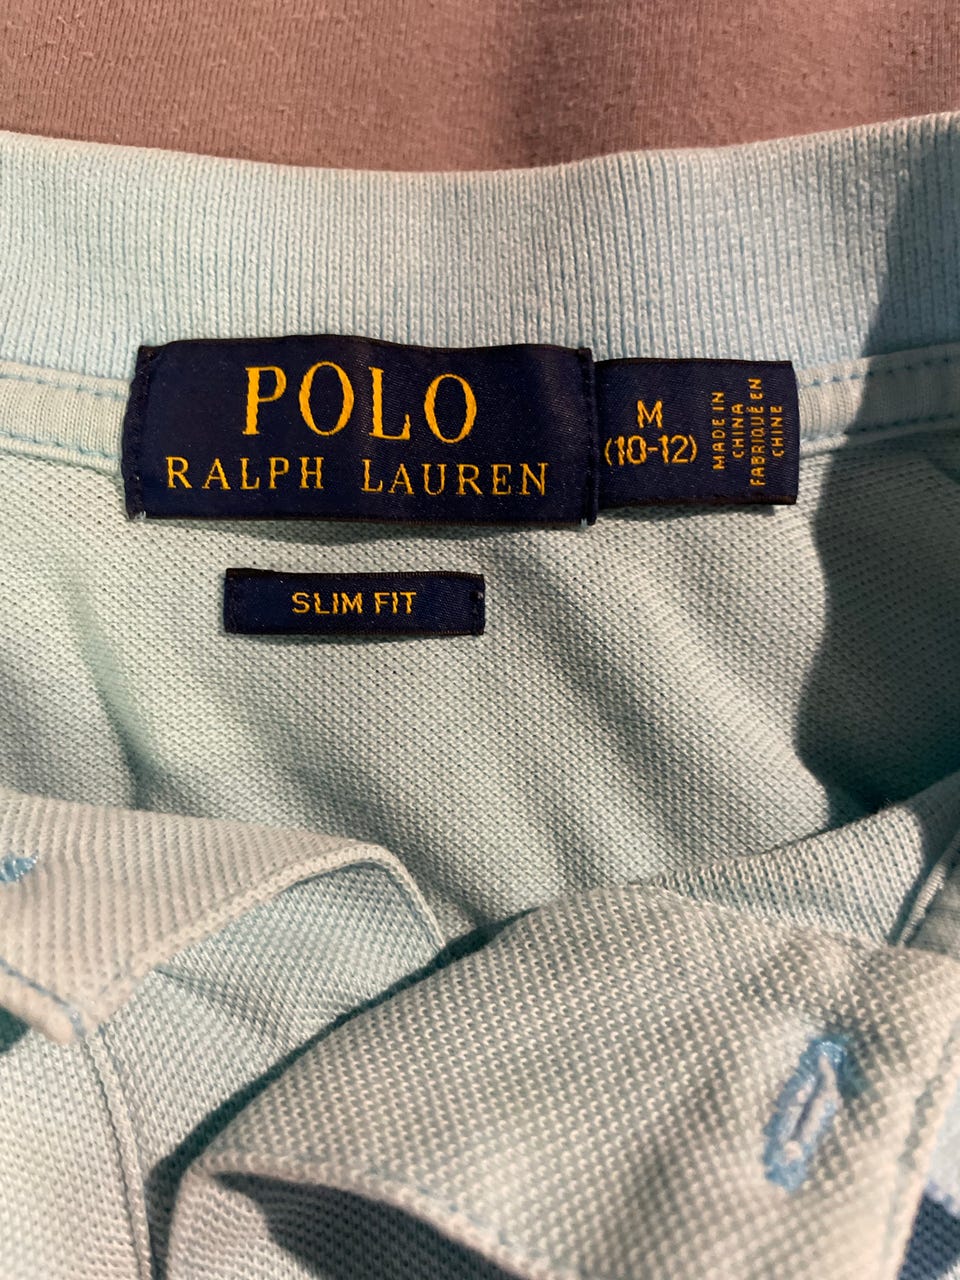 POLO
RALPH LAUREN
M
(10-12)
MADE IN
CHINA
FABRIQUÉ EN
CHINE
SLIM FIT